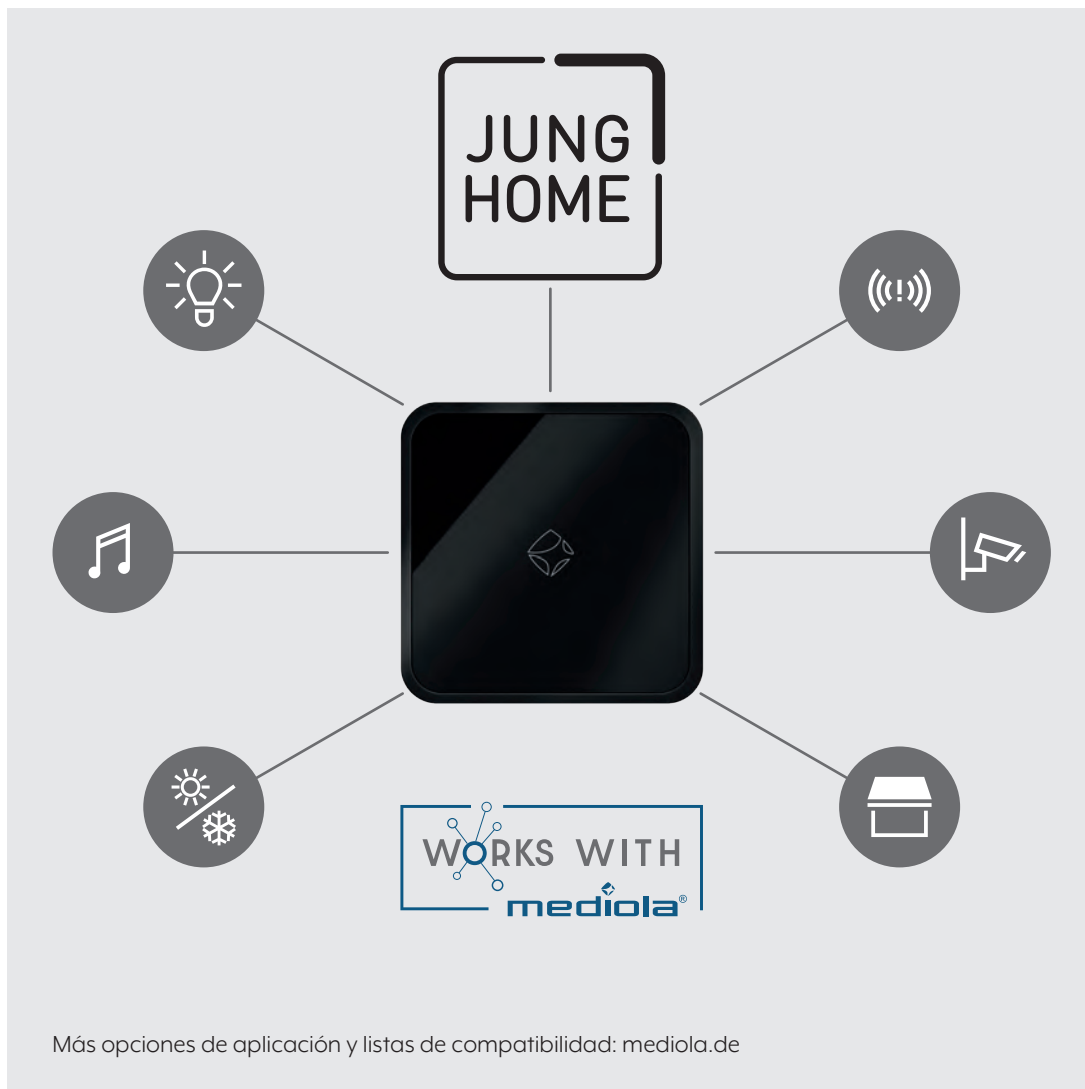 JUNG
HOME
WORKS WITH
mediola®
Más opciones de aplicación y listas de compatibilidad: mediola.de